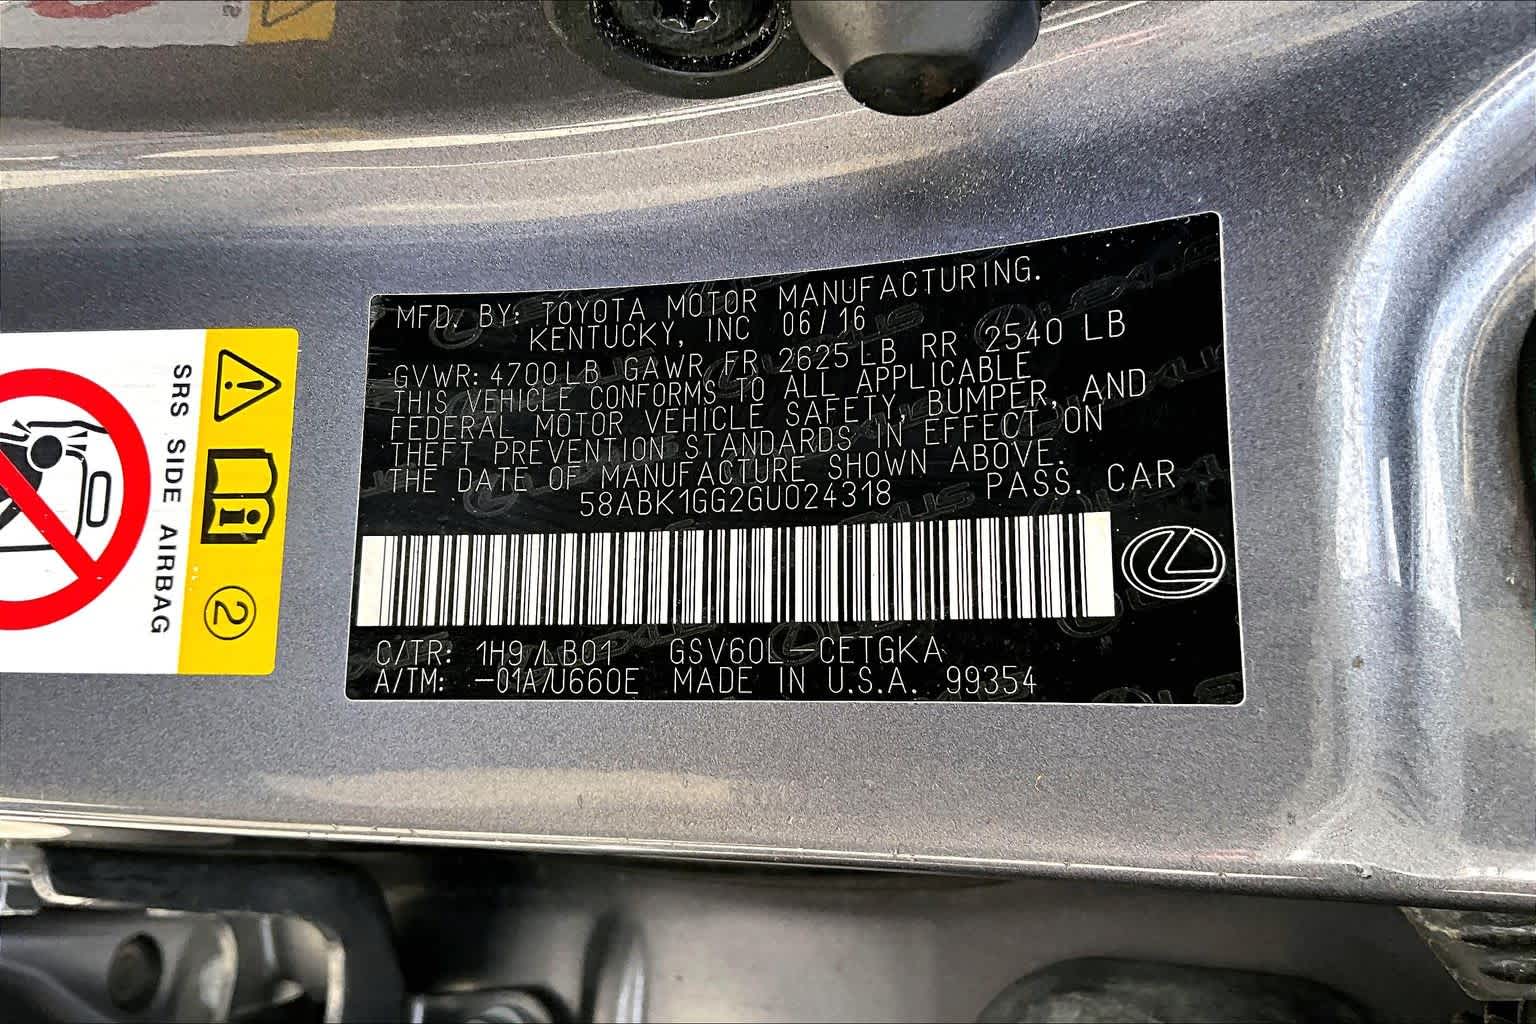 MFD. BY: TOYOTA MOTOR MANUFACTURING.
KENTUCKY, INC 06/16
GVWR: 4700LB GAWR FR 2625LB RR 2540 LB
THIS VEHICLE CONFORMS TO ALL APPLICABLE
FEDERAL MOTOR VEHICLE SAFETY, BUMPER, AND
THEFT PREVENTION STANDARDS IN EFFECT ON
THE DATE OF MANUFACTURE SHOWN ABOVE.
58ABK1GG2GU024318 PASS. CAR
C/TR: 1H9/LB01 GSV60L-CETGKA
A/TM: -01A/U660E MADE IN U.S.A. 99354
SRS SIDE AIRBAG
2